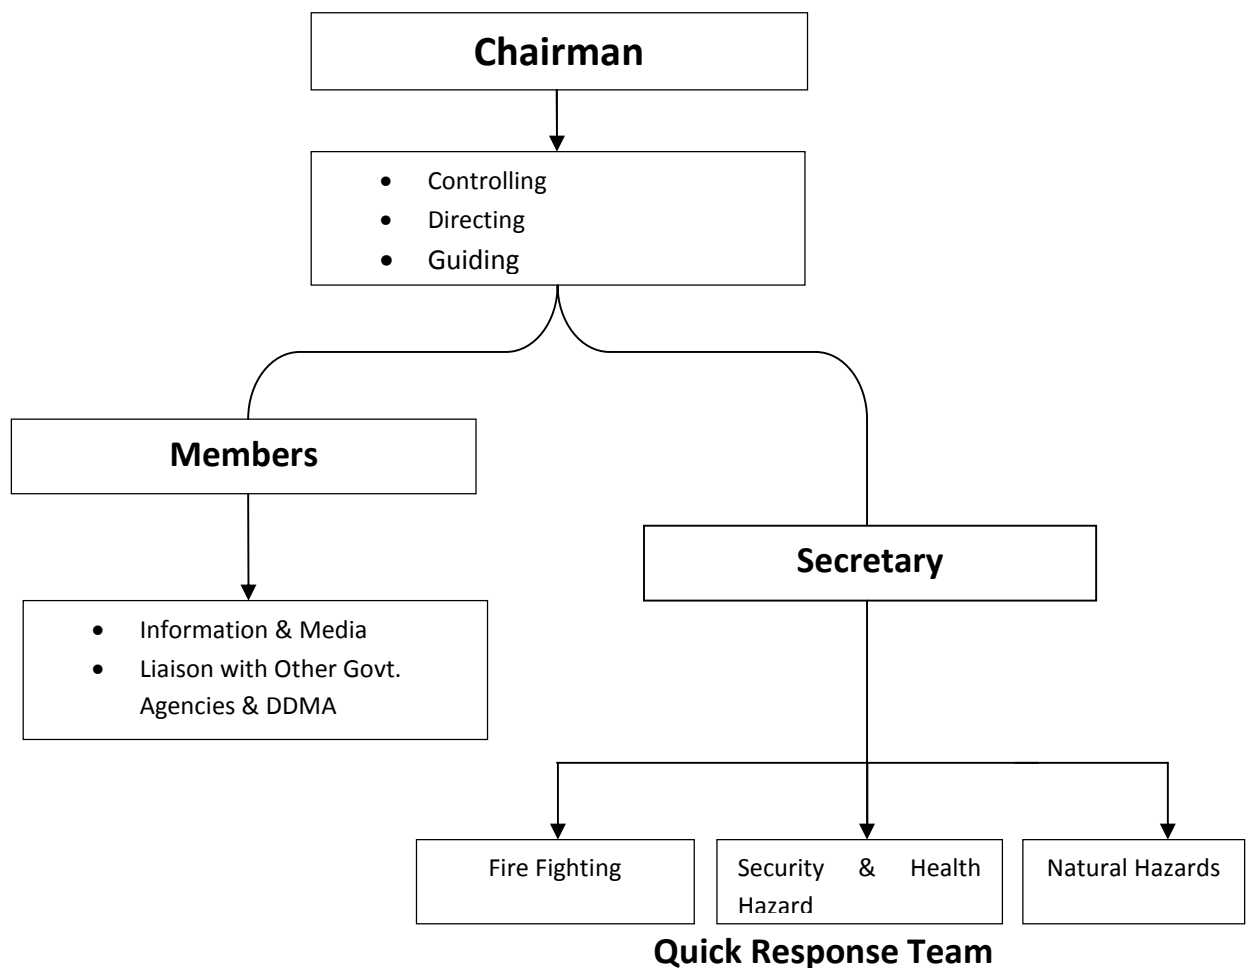 Chairman
• Controlling
• Directing
• Guiding
Members
Secretary
• Information & Media
• Liaison with Other Govt.
Agencies & DDMA
Fire Fighting
Security & Health
Hazard
Natural Hazards
Quick Response Team